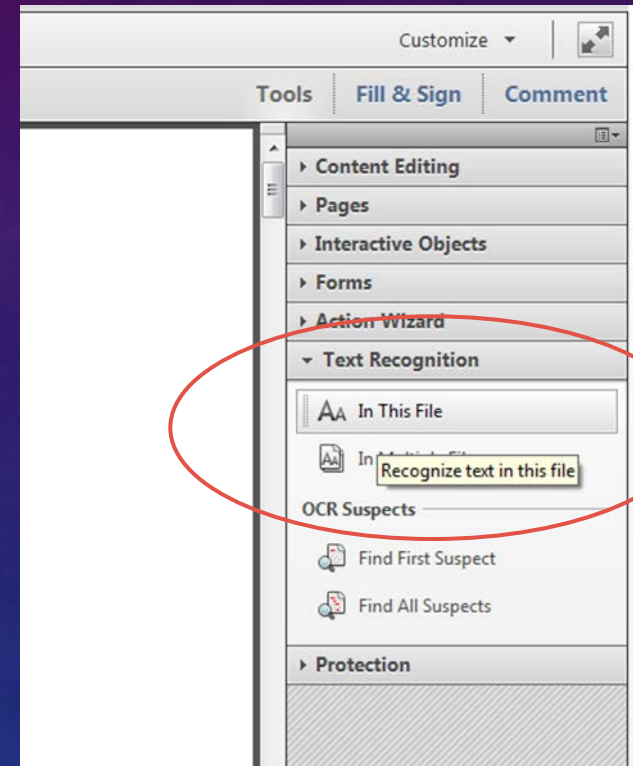 Customize
Tools Fill & Sign Comment
Content Editing
Pages
Interactive Objects
Forms
Action Wizard
Text Recognition
AA In This File
In
Recognize text in this file
OCR Suspects
Find First Suspect
Find All Suspects
Protection